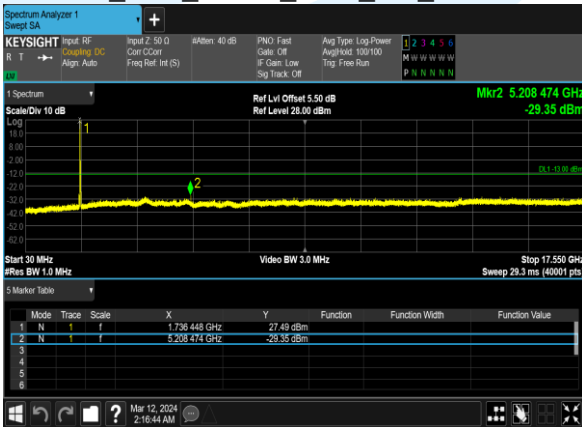 Spectrum Analyzer 1
Swept SA
+
KEYSIGHT Input: RF Input Z: 50 Ω #Atten: 40 dB PNO: Fast Avg Type: Log-Power 1 2 3 4 5 6
R T Coupling: DC Corr CCorr Gate: Off Avg|Hold: 100/100 M W W W W W
Align: Auto Freq Ref: Int (S) IF Gain: Low Trig: Free Run
LU Sig Track: Off P N N N N N
1 Spectrum Ref Lvl Offset 5.50 dB Mkr2 5.208 474 GHz
Scale/Div 10 dB Ref Level 28.00 dBm -29.35 dBm
Log
18.0
8.00
-2.00
-12.0
-22.0
-32.0
-42.0
-52.0
-62.0
1
2
DL1 -13.00 dBm
Start 30 MHz Video BW 3.0 MHz Stop 17.550 GHz
#Res BW 1.0 MHz Sweep 29.3 ms (40001 pts
5 Marker Table
Mode Trace Scale X Y Function Function Width Function Value
1 N 1 f 1.736 448 GHz 27.49 dBm
2 N 1 f 5.208 474 GHz -29.35 dBm
3
4
5
6
? Mar 12, 2024
2:16:44 AM